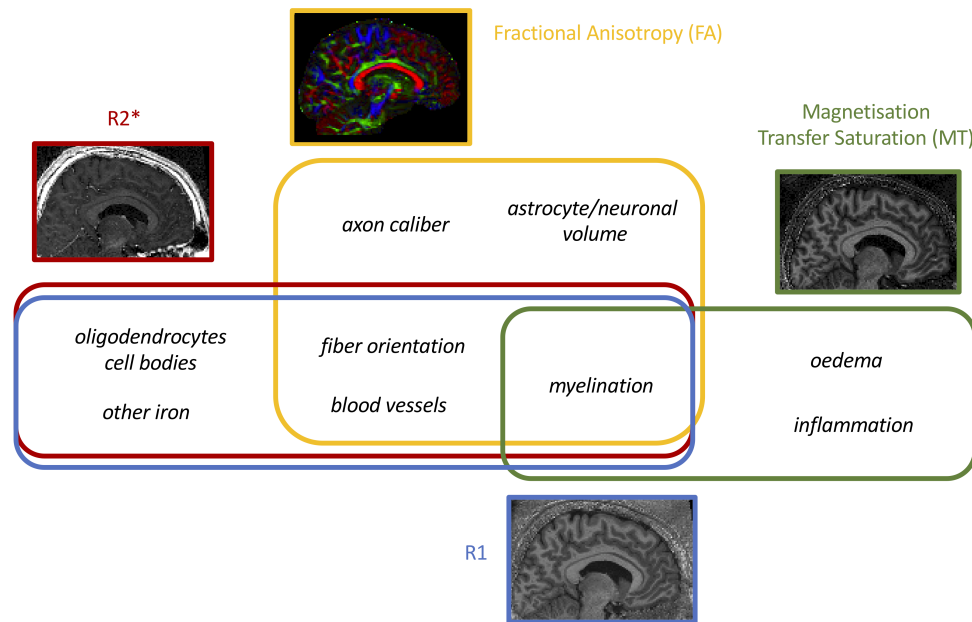 Fractional Anisotropy (FA)
R2*
Magnetisation
Transfer Saturation (MT)
axon caliber
astrocyte/neuronal
volume
oligodendrocytes
cell bodies
fiber orientation
myelination
oedema
other iron
blood vessels
inflammation
R1